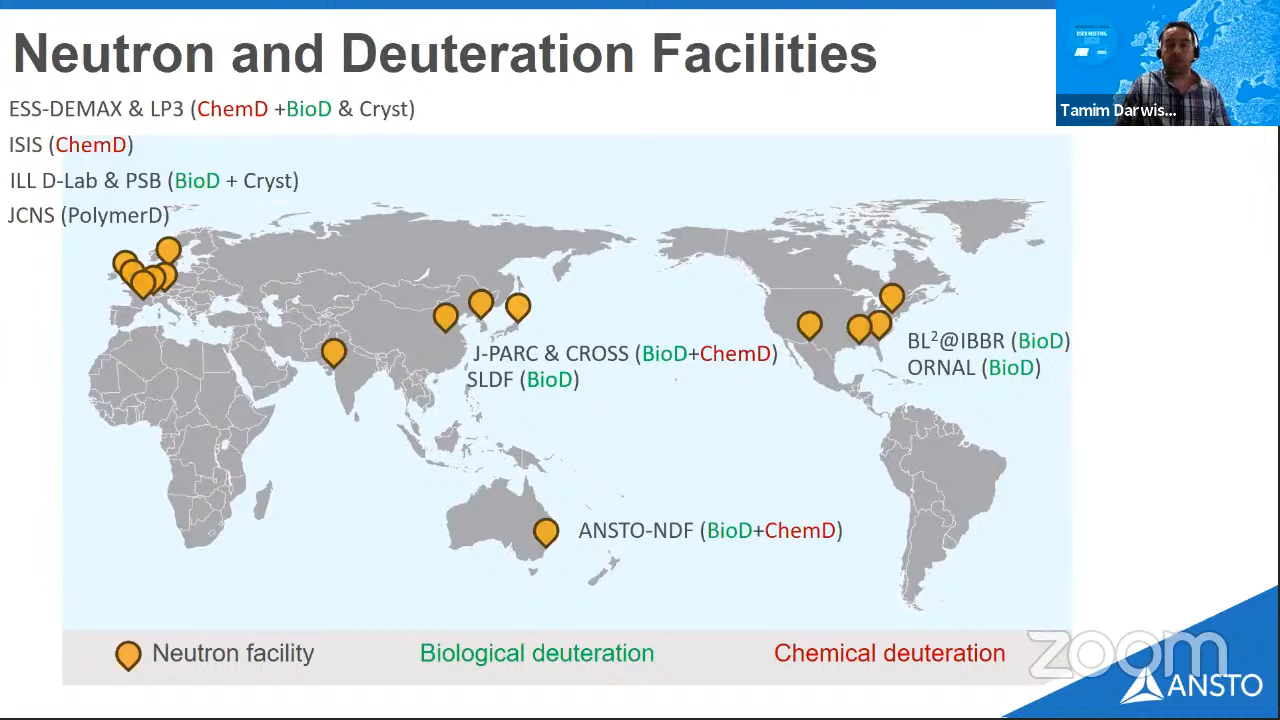 Neutron and Deuteration Facilities
ESS-DEMAX & LP3 (ChemD +BioD & Cryst)
ISIS (ChemD)
ILL D-Lab & PSB (BioD + Cryst)
JCNS (PolymerD)
USER MEETING
Tamim Darwis...
J-PARC & CROSS (BioD+ChemD)
SLDF (BioD)
BL²@IBBR (BioD)
ORNAL (BioD)
ANSTO-NDF (BioD+ChemD)
Neutron facility
Biological deuteration
Chemical deuteration
zoom
ANSTO